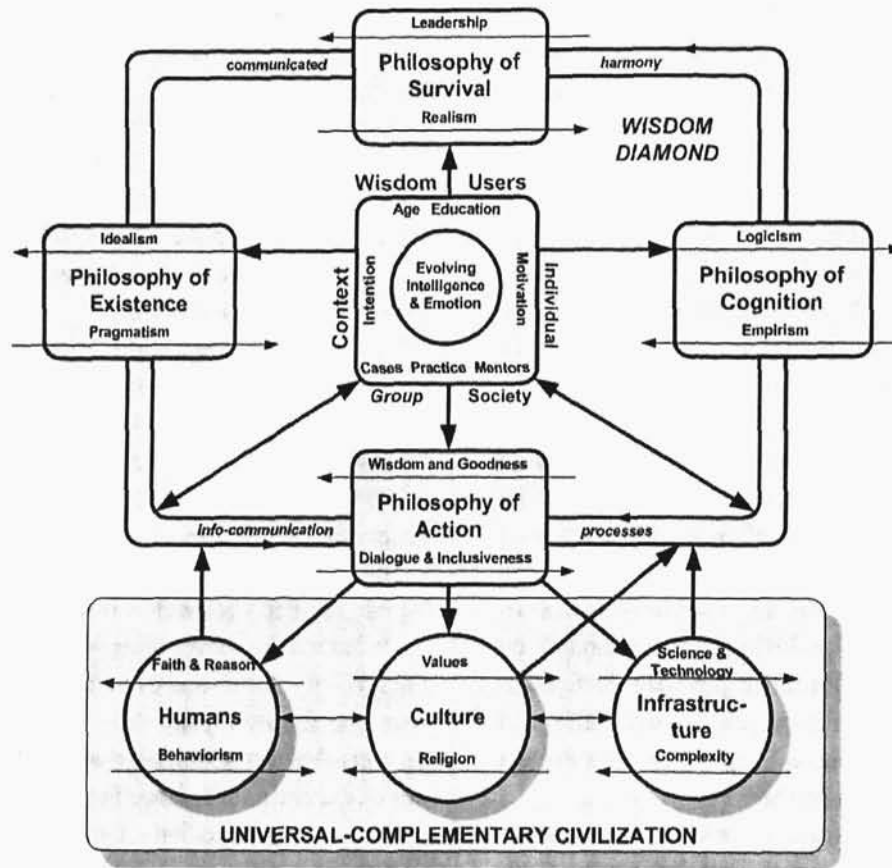 Leadership
communicated
Philosophy of
Survival
harmony
Realism
WISDOM
DIAMOND
Wisdom Users
Age Education
Idealism
Philosophy of
Existence
Pragmatism
Context
Intention
Evolving
Intelligence
& Emotion
Motivation
Individual
Logicism
Philosophy of
Cognition
Empirism
Cases Practice Mentors
Group Society
Wisdom and Goodness
Philosophy of
Action
Info-communication
processes
Dialogue & Inclusiveness
Faith & Reason
Humans
Behaviorism
Values
Culture
Religion
Science &
Technology
Infrastruc-
ture
Complexity
UNIVERSAL-COMPLEMENTARY CIVILIZATION